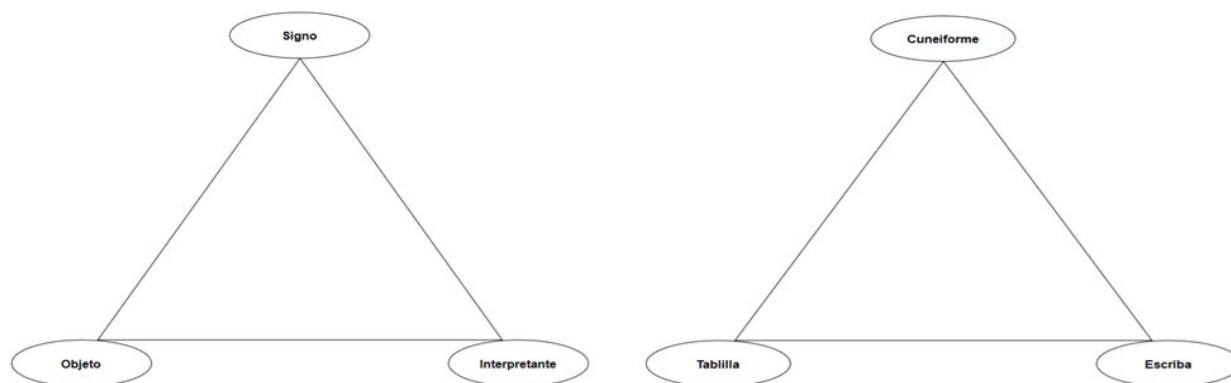 Signo
Cuneiforme
Objeto
Interpretante
Tablilla
Escriba